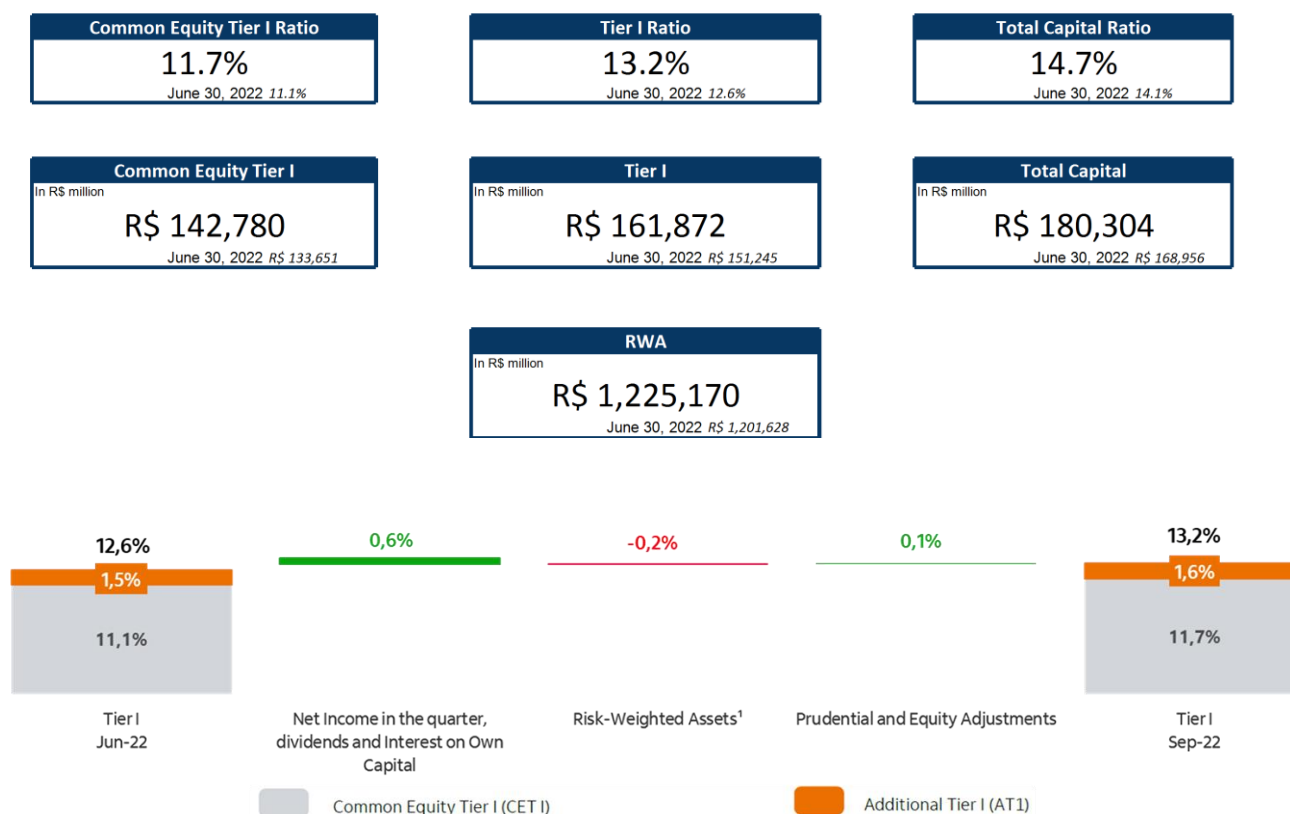 Common Equity Tier I Ratio
11.7%
June 30, 2022 11.1%
Tier I Ratio
13.2%
June 30, 2022 12.6%
Total Capital Ratio
14.7%
June 30, 2022 14.1%
Common Equity Tier I
In R$ million
R$ 142,780
June 30, 2022 R$ 133,651
Tier I
In R$ million
R$ 161,872
June 30, 2022 R$ 151,245
Total Capital
In R$ million
R$ 180,304
June 30, 2022 R$ 168,956
RWA
In R$ million
R$ 1,225,170
June 30, 2022 R$ 1,201,628
12,6%
1,5%
11,1%
0,6%
-0,2%
0,1%
13,2%
1,6%
11,7%
Tier I
Jun-22
Net Income in the quarter,
dividends and Interest on Own
Capital
Risk-Weighted Assets¹
Prudential and Equity Adjustments
Tier I
Sep-22
Common Equity Tier I (CET I)
Additional Tier I (AT1)